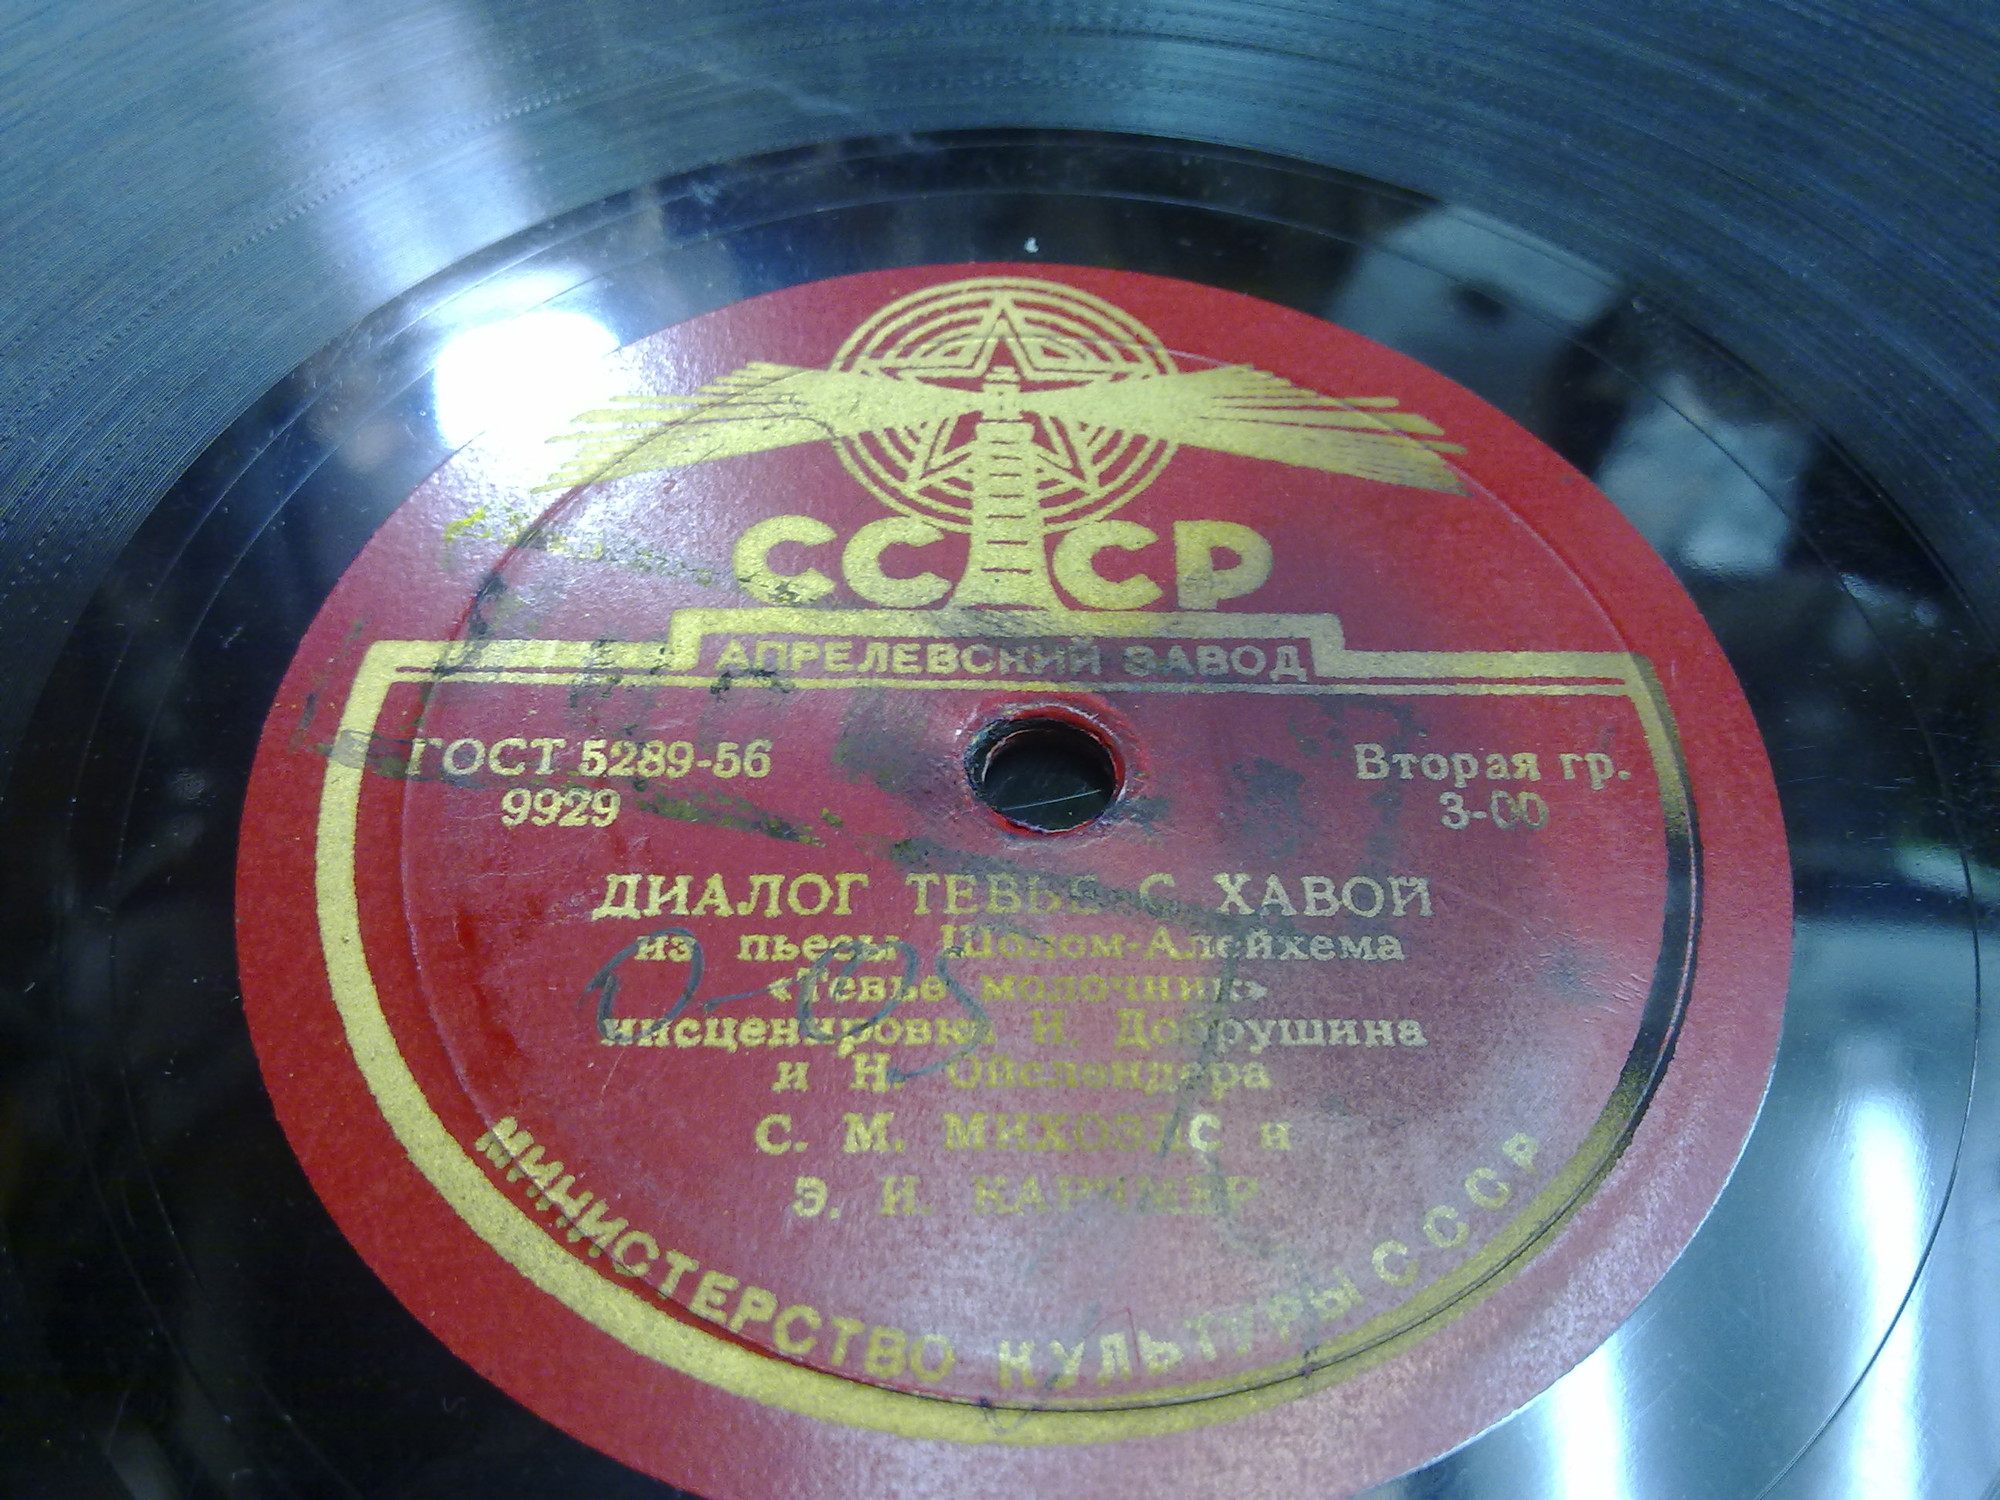 СССР
АПРЕЛЕВСКИЙ ЗАВОД
ГОСТ 5289-56
9929
Вторая гр.
3-00
ДИАЛОГ ТЕВЬЕ С ХАВОЙ
из пьесы Шолом-Алейхема
«Тевье молочник»
инсценировка И. Добрушина
и Н. Ойслендера
С. М. МИХОЭЛС и
Э. И. КАРЧМЕР
МИНИСТЕРСТВО КУЛЬТУРЫ СССР